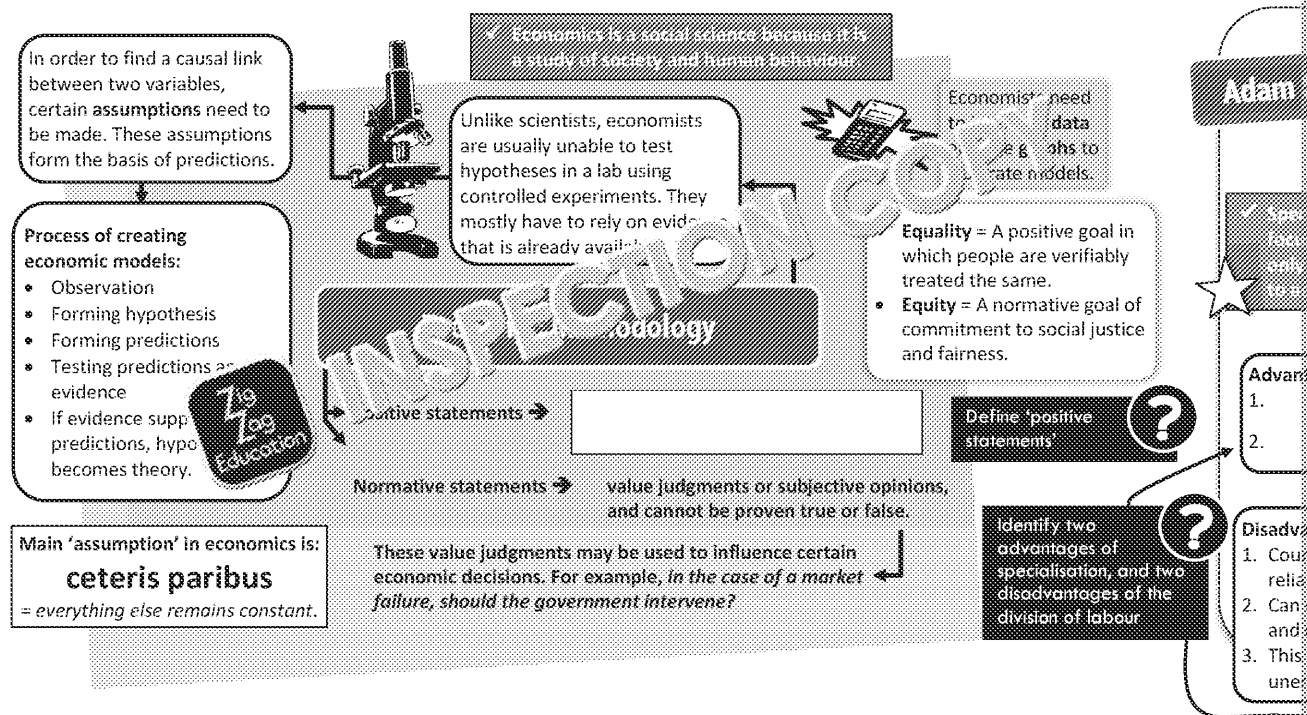 ✓ Economics is a social science because it is
a study of society and human behaviour.
In order to find a causal link
between two variables,
certain assumptions need to
be made. These assumptions
form the basis of predictions.
Unlike scientists, economists
are usually unable to test
hypotheses in a lab using
controlled experiments. They
mostly have to rely on
that is already
Economists need
data
to
models.
Adam
Process of creating
economic models:
• Observation
• Forming hypothesis
• Forming predictions
• Testing predictions
evidence
• If evidence
predictions,
becomes theory.
Zig
Zag
Education
INSPECTION COPY
Equality = A positive goal in
which people are verifiably
treated the same.
• Equity = A normative goal of
commitment to social justice
and fairness.
statements →
Define 'positive
statements'
?
1.
2.
Normative statements → value judgments or subjective opinions,
and cannot be proven true or false.
These value judgments may be used to influence certain
economic decisions. For example, in the case of a market
failure, should the government intervene?
Main 'assumption' in economics is:
ceteris paribus
= everything else remains constant.
Identify two
advantages of
specialisation, and two
disadvantages of the
division of labour
?
1.
2. Can
and
3. This